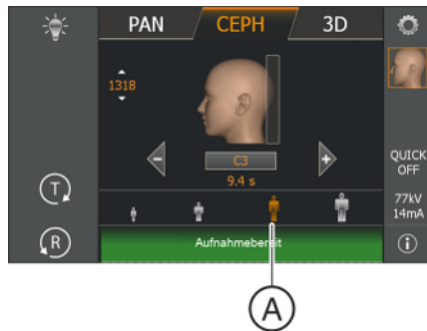 PAN CEPH 3D
1318
C3
9.4 s
QUICK
OFF
77kV
14mA
T
R
Aufnahmebereit
A